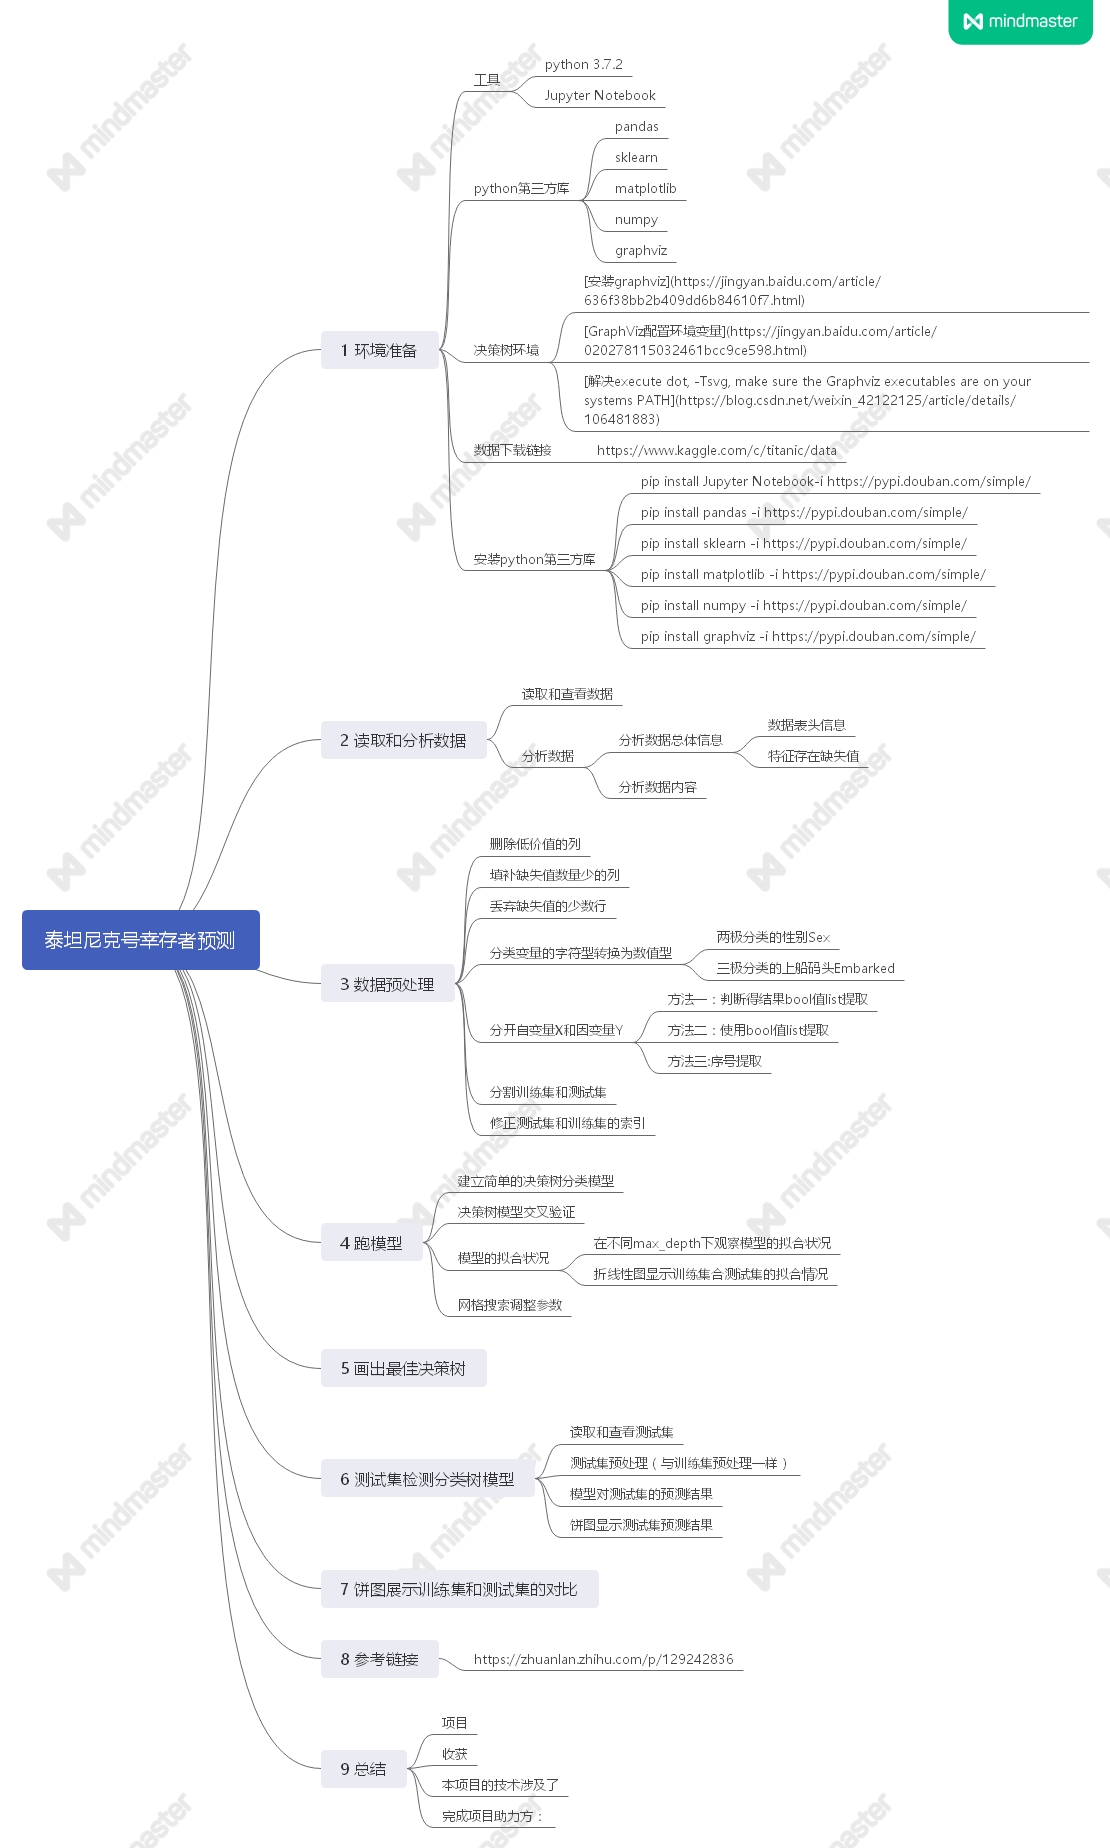 mindmaster
泰坦尼克号幸存者预测
1 环境准备
工具
python 3.7.2
Jupyter Notebook
python第三方库
pandas
sklearn
matplotlib
numpy
graphviz
决策树环境
[安装graphviz](https://jingyan.baidu.com/article/
636f38bb2b409dd6b84610f7.html)
[GraphViz配置环境变量](https://jingyan.baidu.com/article/
020278115032461bcc9ce598.html)
[解决execute dot, -Tsvg, make sure the Graphviz executables are on your
systems PATH](https://blog.csdn.net/weixin_42122125/article/details/
106481883)
数据下载链接
https://www.kaggle.com/c/titanic/data
安装python第三方库
pip install Jupyter Notebook-i https://pypi.douban.com/simple/
pip install pandas -i https://pypi.douban.com/simple/
pip install sklearn -i https://pypi.douban.com/simple/
pip install matplotlib -i https://pypi.douban.com/simple/
pip install numpy -i https://pypi.douban.com/simple/
pip install graphviz -i https://pypi.douban.com/simple/
2 读取和分析数据
读取和查看数据
分析数据
分析数据总体信息
数据表头信息
特征存在缺失值
分析数据内容
3 数据预处理
删除低价值的列
填补缺失值数量少的列
丢弃缺失值的少数行
分类变量的字符型转换为数值型
两极分类的性别Sex
三极分类的上船码头Embarked
分开自变量X和因变量Y
方法一：判断得结果bool值list提取
方法二：使用bool值list提取
方法三:序号提取
分割训练集和测试集
修正测试集和训练集的索引
4 跑模型
建立简单的决策树分类模型
决策树模型交叉验证
模型的拟合状况
在不同max_depth下观察模型的拟合状况
折线性图显示训练集合测试集的拟合情况
网格搜索调整参数
5 画出最佳决策树
6 测试集检测分类树模型
读取和查看测试集
测试集预处理（与训练集预处理一样）
模型对测试集的预测结果
饼图显示测试集预测结果
7 饼图展示训练集和测试集的对比
8 参考链接
https://zhuanlan.zhihu.com/p/129242836
9 总结
项目
收获
本项目的技术涉及了
完成项目助力方：